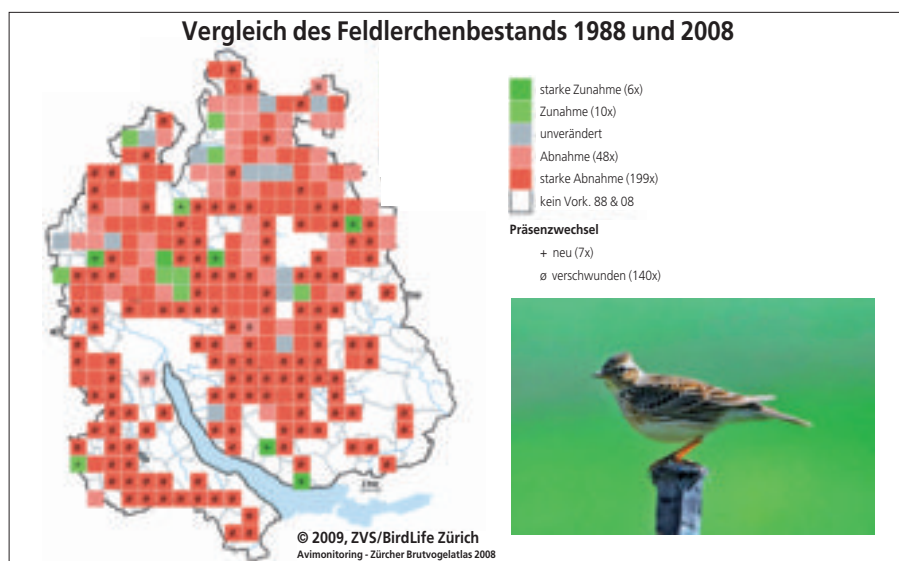 Vergleich des Feldlerchenbestands 1988 und 2008
starke Zunahme (6x)
Zunahme (10x)
unverändert
Abnahme (48x)
starke Abnahme (199x)
kein Vork. 88 & 08
Präsenzwechsel
+ neu (7x)
ø verschwunden (140x)
© 2009, ZVS/BirdLife Zürich
Avimonitoring - Zürcher Brutvogelatlas 2008